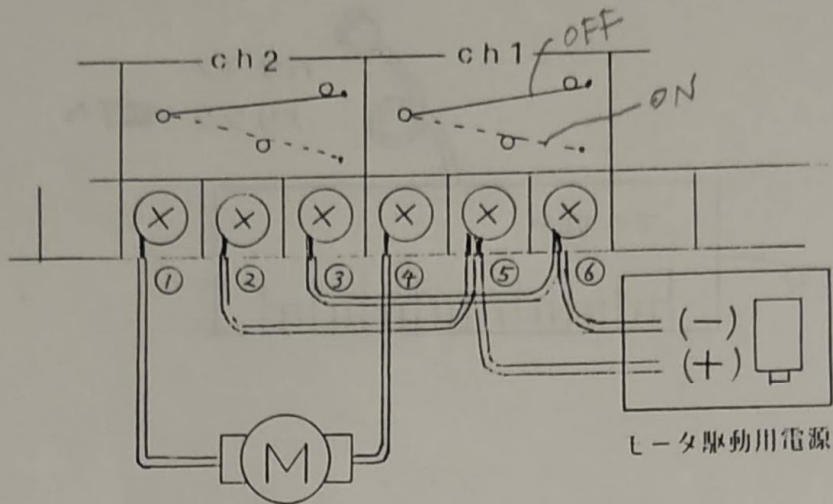 ch2 ch1 OFF
ON
① ② ③ ④ ⑤ ⑥
(-)
(+)
M
モータ駆動用電源